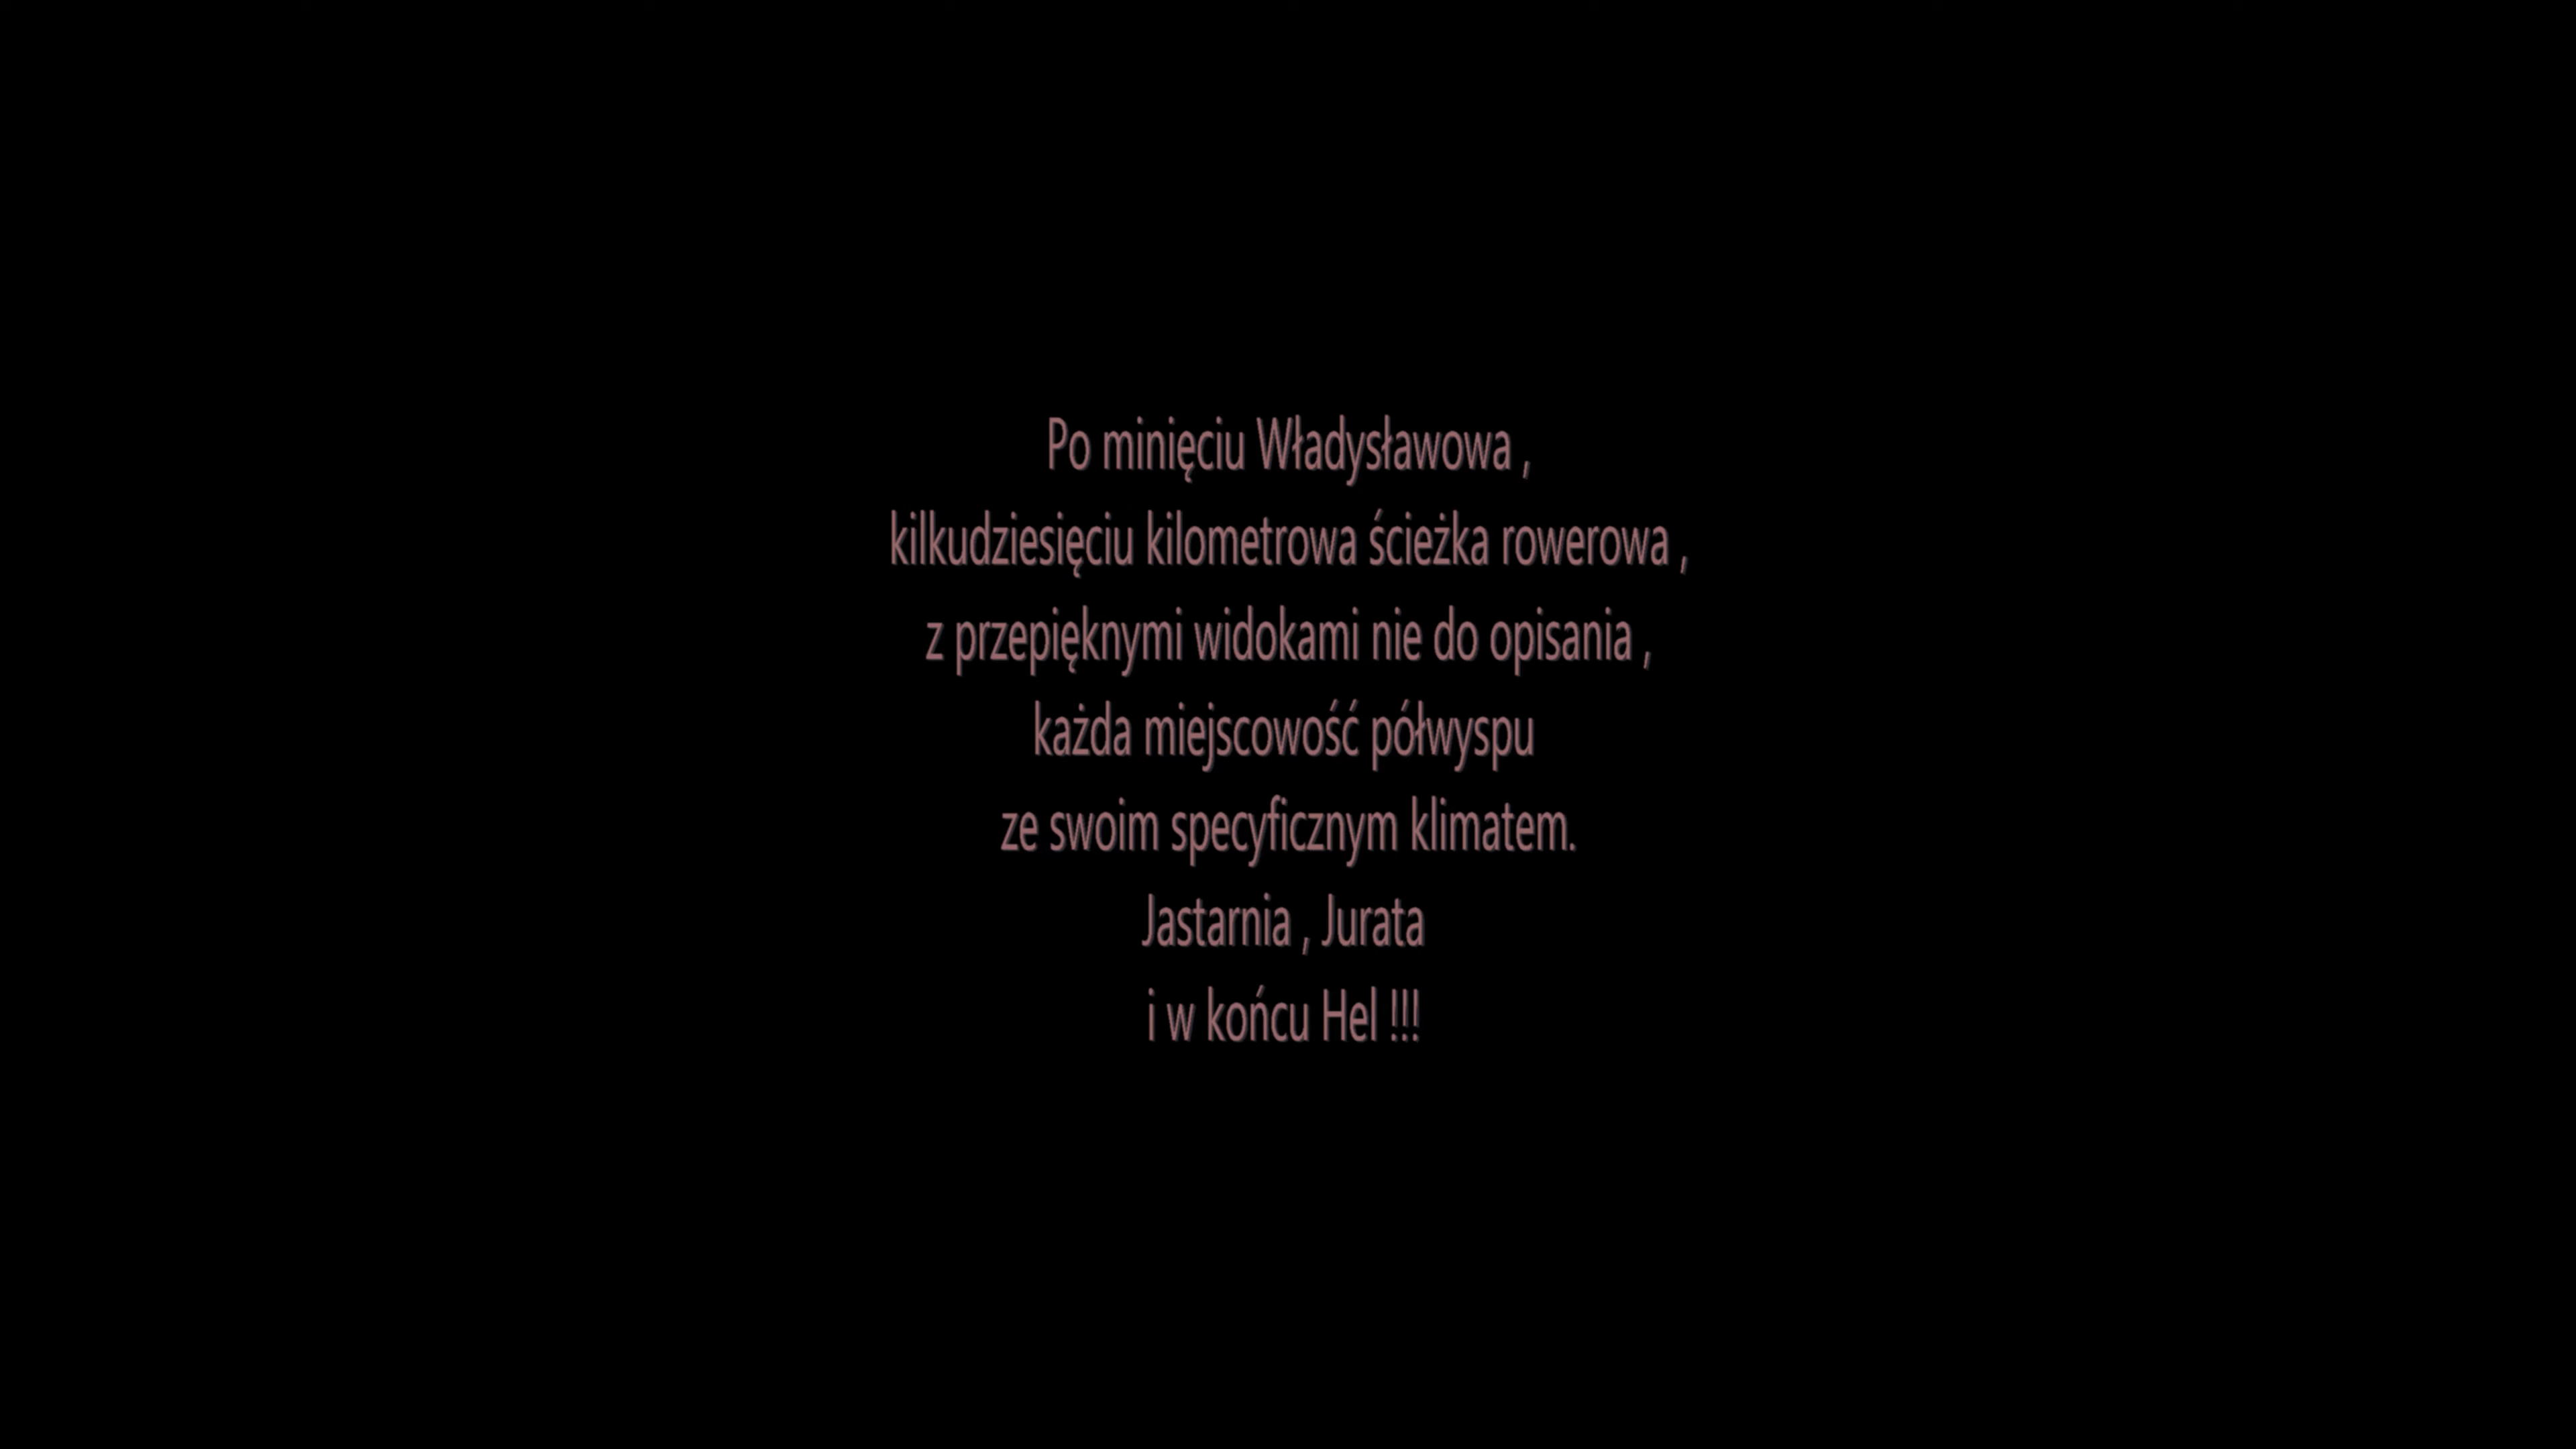 Po minięciu Władysławowa ,
kilkudziesięciu kilometrowa ścieżka rowerowa ,
z przepięknymi widokami nie do opisania ,
każda miejscowość półwyspu
ze swoim specyficznym klimatem.
Jastarnia , Jurata
i w końcu Hel !!!